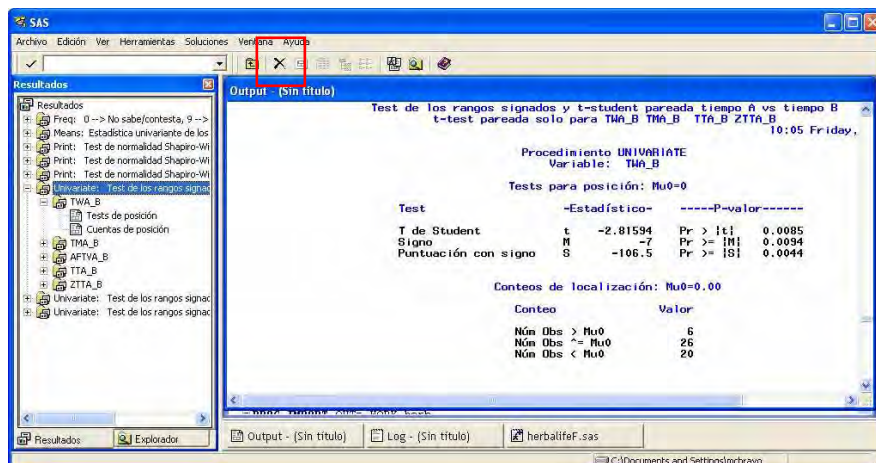 SAS
Archivo Edición Ver Herramientas Soluciones Ventana Ayuda
Resultados
Resultados
Freq: 0 --> No sabe/contesta, 9 -->
Means: Estadística univariante de los
Print: Test de normalidad Shapiro-Wi
Print: Test de normalidad Shapiro-Wi
Print: Test de normalidad Shapiro-Wi
Univariate: Test de los rangos signac
TWA_B
Tests de posición
Cuentas de posición
TMA_B
AFTVA_B
TTA_B
ZTTA_B
Univariate: Test de los rangos signac
Univariate: Test de los rangos signac
Resultados
Explorador
Output - (Sin título)
Test de los rangos signados y t-student pareada tiempo A vs tiempo B
t-test pareada solo para TWA_B TMA_B TTA_B ZTTA_B
10:05 Friday,
Procedimiento UNIVARIATE
Variable: TWA_B
Tests para posición: Mu0=0
Test -Estadístico- -----P-valor------
T de Student t -2.81594 Pr > |t| 0.0085
Signo M -7 Pr >= |M| 0.0094
Puntuación con signo S -106.5 Pr >= |S| 0.0044
Conteos de localización: Mu0=0.00
Conteo Valor
Núm Obs > Mu0 6
Núm Obs ^= Mu0 26
Núm Obs < Mu0 20
Output - (Sin título)
Log - (Sin título)
herbalifeF.sas
C:\Documents and Settings\mcbravo